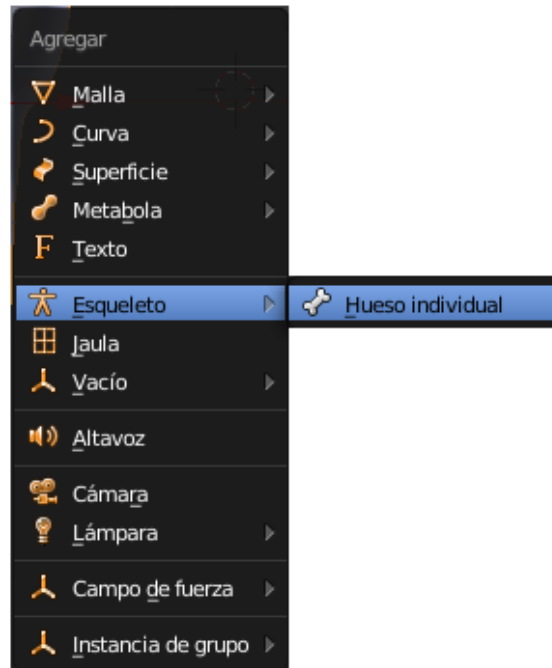 Agregar
Malla
Curva
Superficie
Metabola
Texto
Esqueleto
Hueso individual
Jaula
Vacío
Altavoz
Cámara
Lámpara
Campo de fuerza
Instancia de grupo